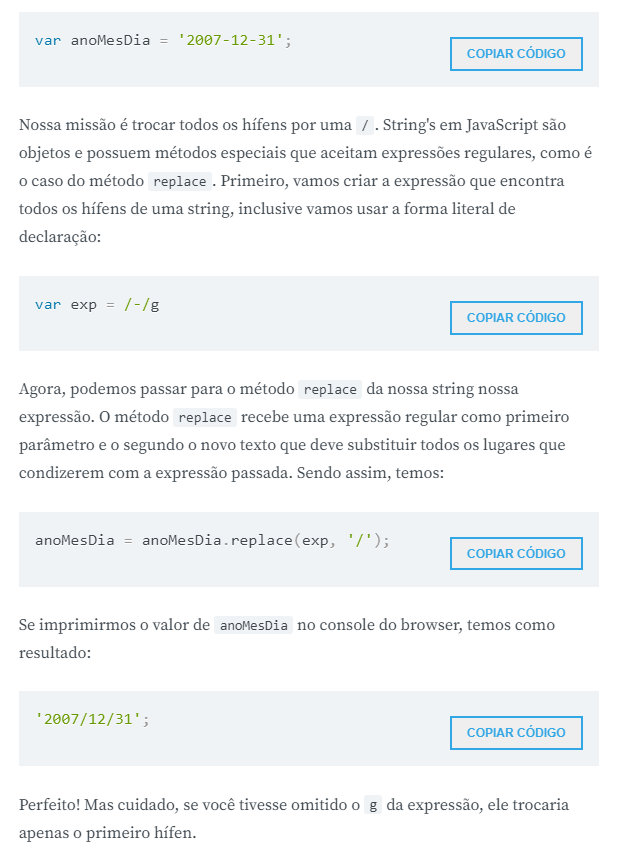 var anoMesDia = '2007-12-31';
COPIAR CÓDIGO
Nossa missão é trocar todos os hífens por uma / . String's em JavaScript são
objetos e possuem métodos especiais que aceitam expressões regulares, como é
o caso do método replace . Primeiro, vamos criar a expressão que encontra
todos os hífens de uma string, inclusive vamos usar a forma literal de
declaração:
var exp = /-/g
COPIAR CÓDIGO
Agora, podemos passar para o método replace da nossa string nossa
expressão. O método replace recebe uma expressão regular como primeiro
parâmetro e o segundo o novo texto que deve substituir todos os lugares que
condizerem com a expressão passada. Sendo assim, temos:
anoMesDia = anoMesDia.replace(exp, '/');
COPIAR CÓDIGO
Se imprimirmos o valor de anoMesDia no console do browser, temos como
resultado:
'2007/12/31';
COPIAR CÓDIGO
Perfeito! Mas cuidado, se você tivesse omitido o g da expressão, ele trocaria
apenas o primeiro hífen.